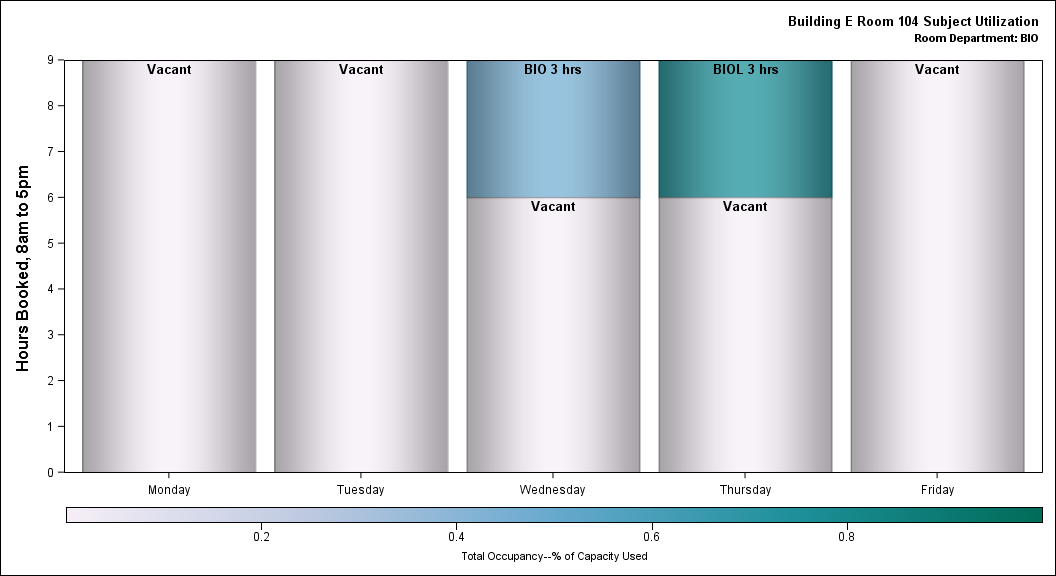 Building E Room 104 Subject Utilization
Room Department: BIO
Hours Booked, 8am to 5pm
9
8
7
6
5
4
3
2
1
0
Vacant
Vacant
BIO 3 hrs
BIOL 3 hrs
Vacant
Vacant
Vacant
Monday
Tuesday
Wednesday
Thursday
Friday
0.2
0.4
0.6
0.8
Total Occupancy--% of Capacity Used